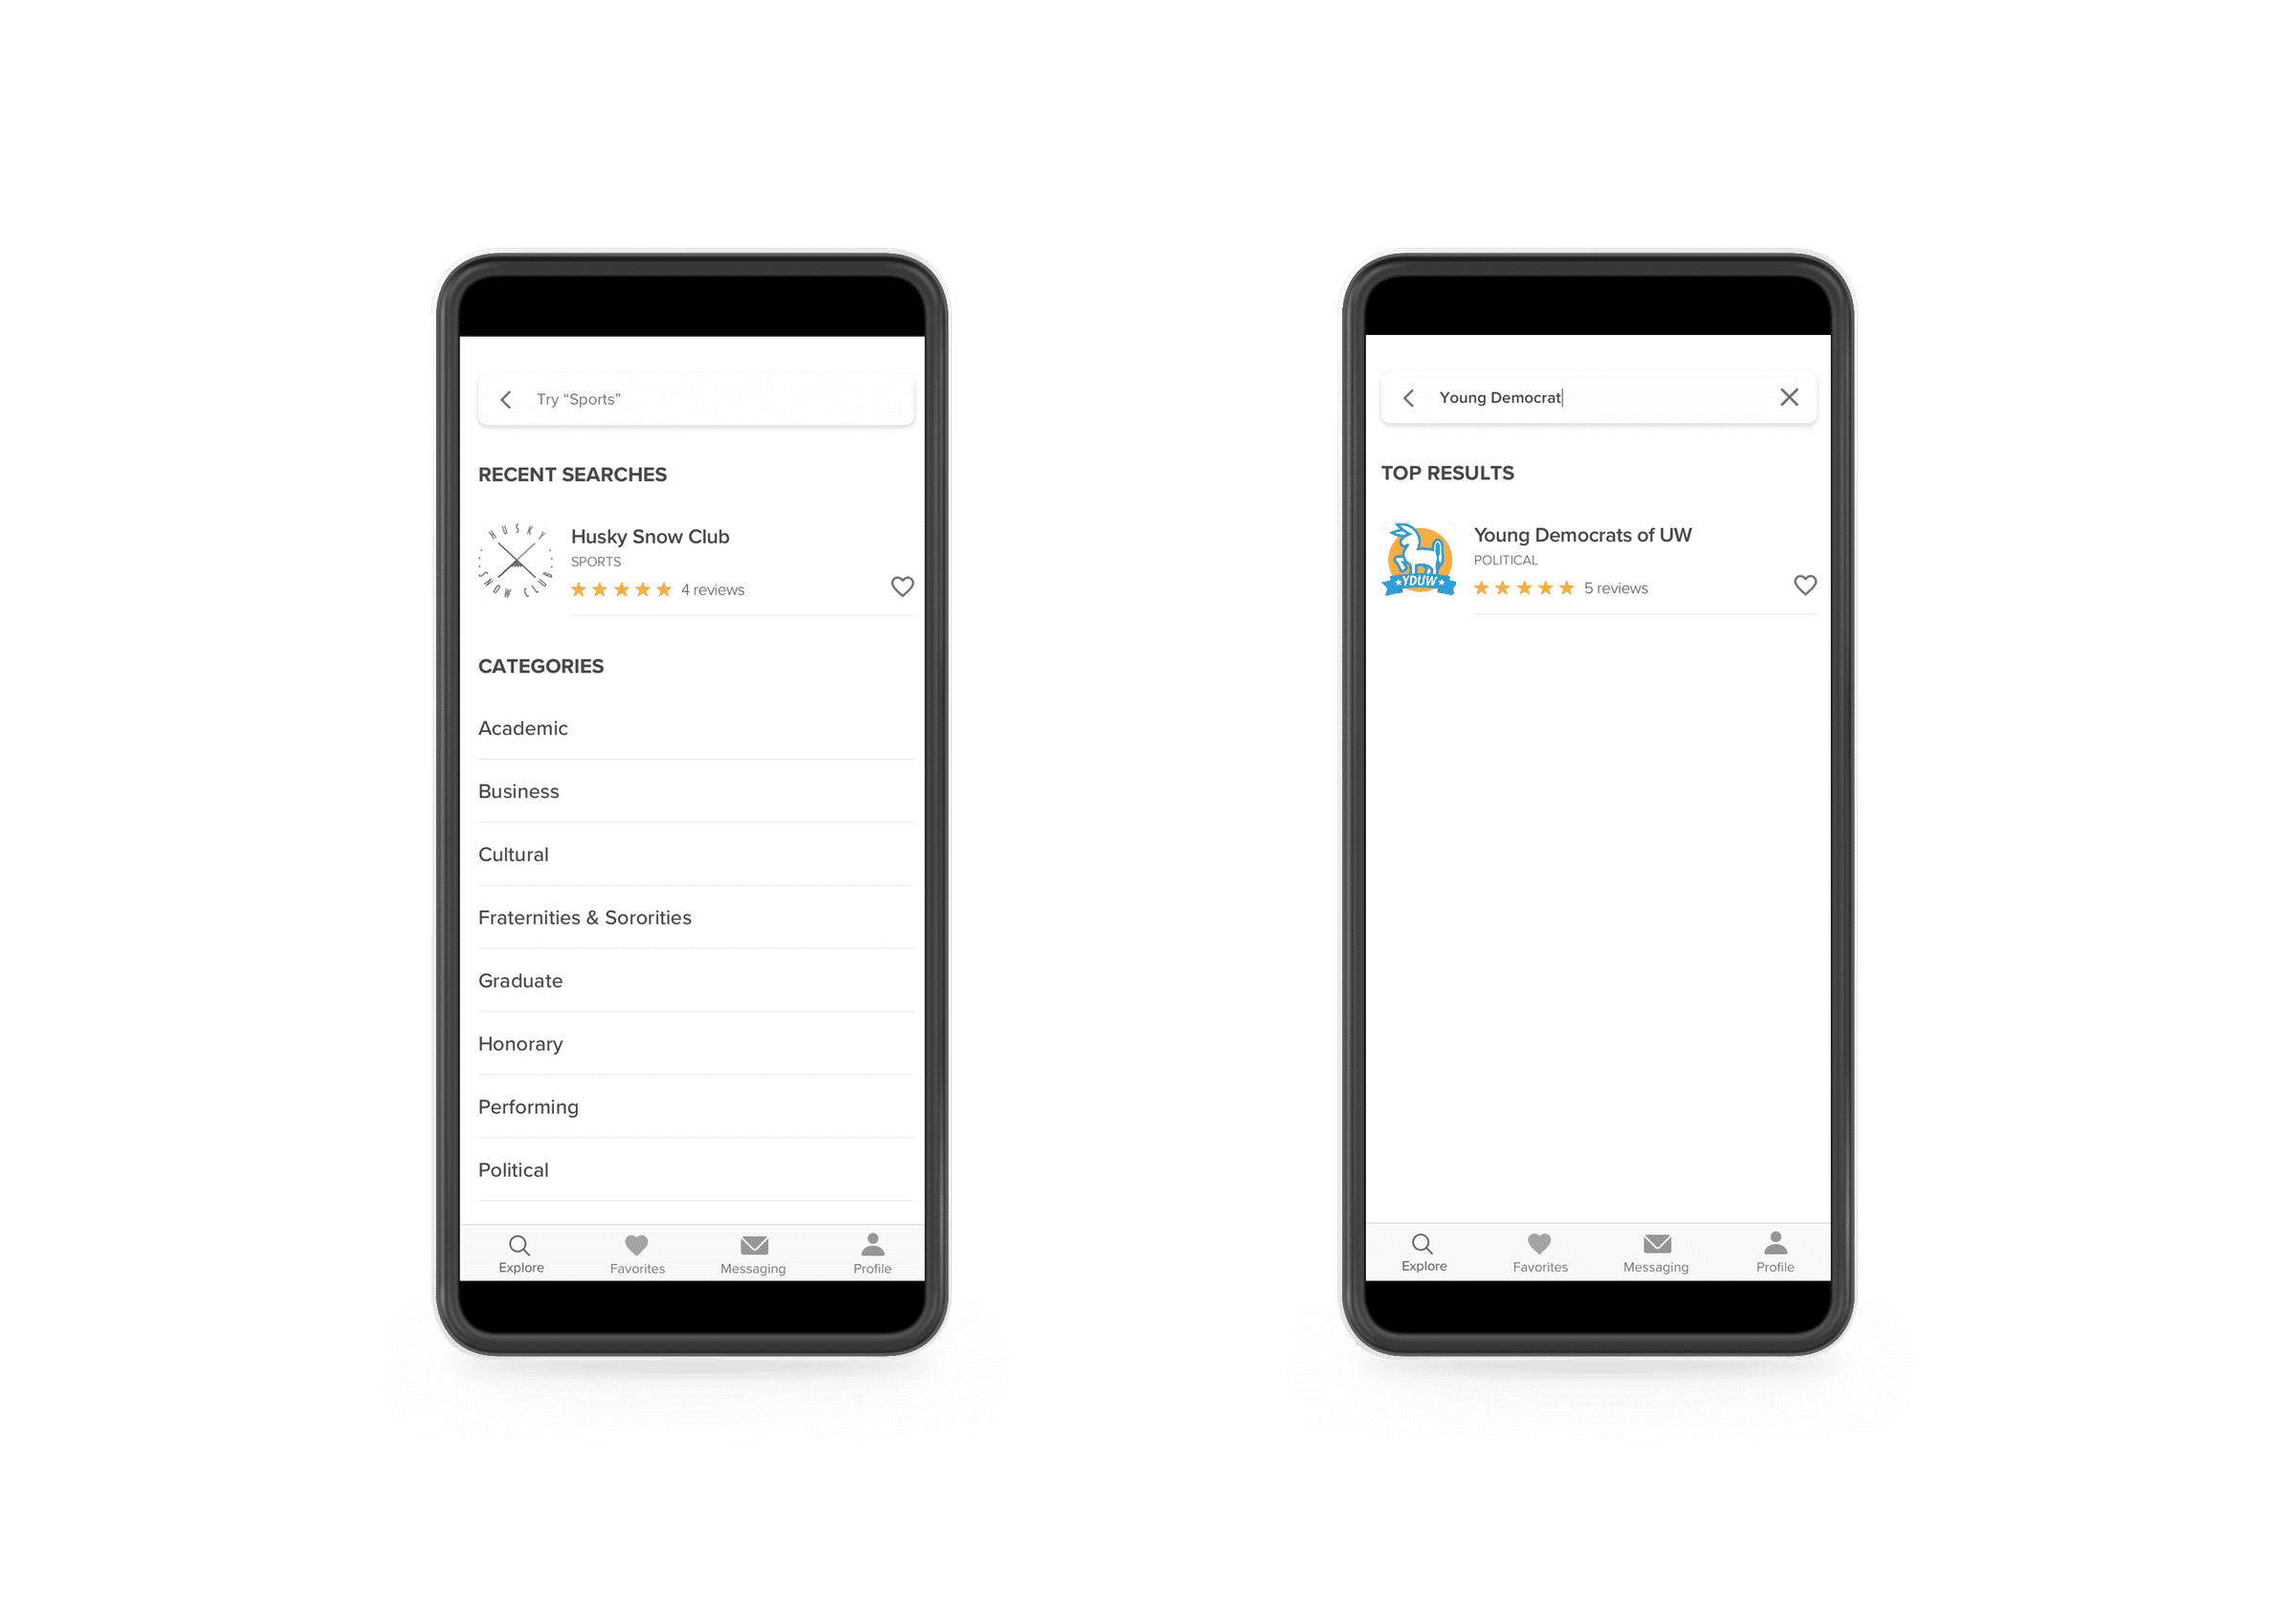 Try “Sports”
RECENT SEARCHES
HUSKY
SNOW CLUB
Husky Snow Club
SPORTS
4 reviews
CATEGORIES
Academic
Business
Cultural
Fraternities & Sororities
Graduate
Honorary
Performing
Political
Explore
Favorites
Messaging
Profile
Young Democrat
TOP RESULTS
YDUW
Young Democrats of UW
POLITICAL
5 reviews
Explore
Favorites
Messaging
Profile